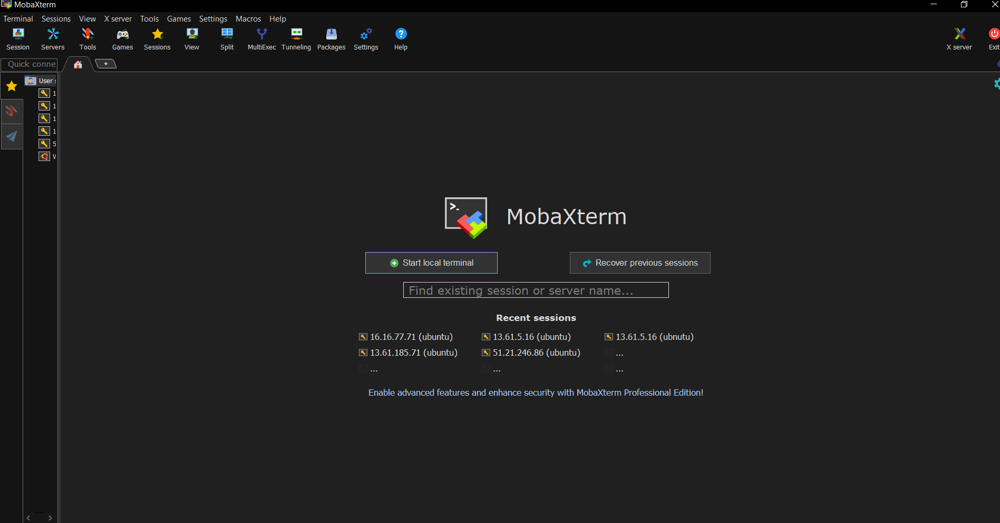 MobaXterm
Terminal Sessions View X server Tools Games Settings Macros Help
Session Servers Tools Games Sessions View Split MultiExec Tunneling Packages Settings Help X server Exit
Quick conne
+
User
1
1
1
1
5
>_
MobaXterm
Start local terminal Recover previous sessions
Find existing session or server name...
Recent sessions
16.16.77.71 (ubuntu) 13.61.5.16 (ubuntu) 13.61.5.16 (ubnutu)
13.61.185.71 (ubuntu) 51.21.246.86 (ubuntu) ...
... ... ...
Enable advanced features and enhance security with MobaXterm Professional Edition!